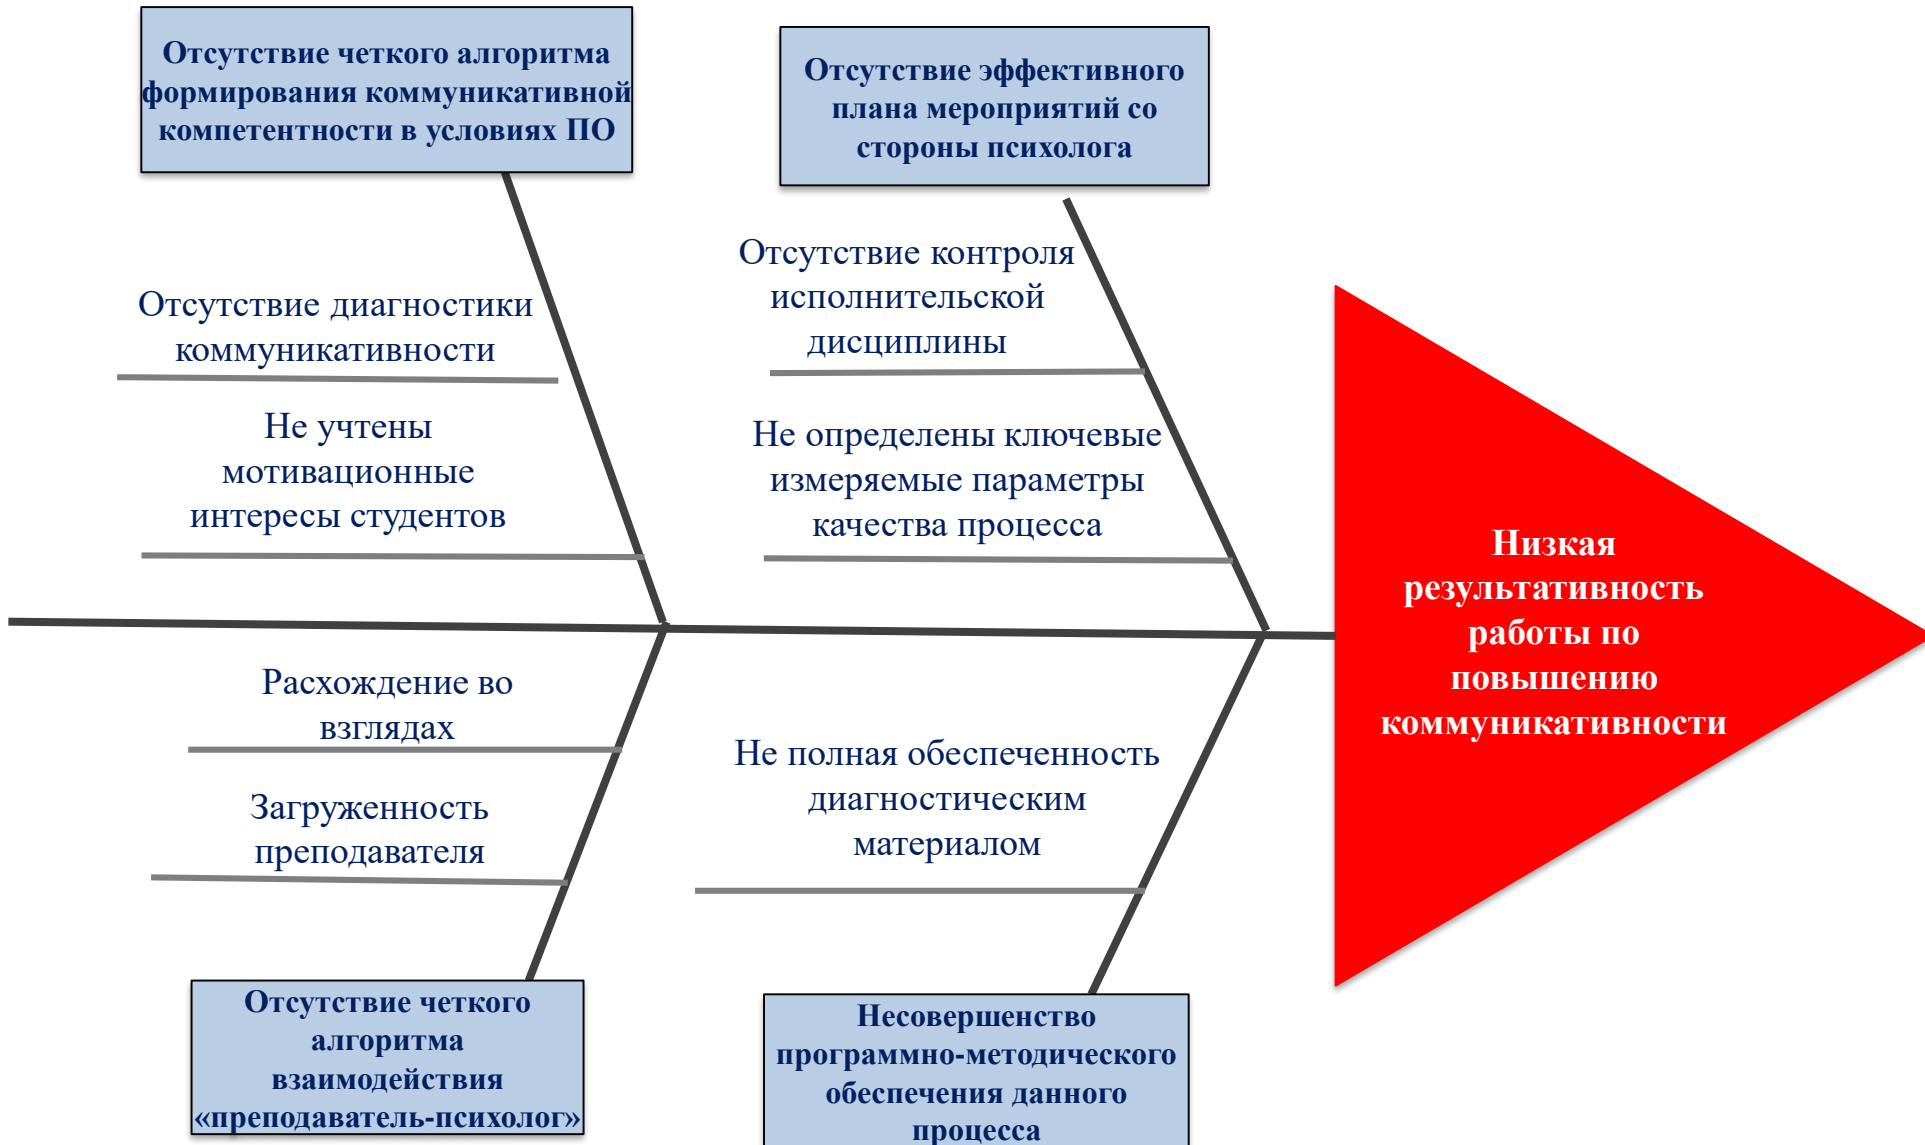 Отсутствие четкого алгоритма
формирования коммуникативной
компетентности в условиях ПО
Отсутствие эффективного
плана мероприятий со
стороны психолога
Отсутствие диагностики
коммуникативности
Не учтены
мотивационные
интересы студентов
Отсутствие контроля
исполнительской
дисциплины
Не определены ключевые
измеряемые параметры
качества процесса
Низкая
результативность
работы по
повышению
коммуникативности
Расхождение во
взглядах
Загруженность
преподавателя
Не полная обеспеченность
диагностическим
материалом
Отсутствие четкого
алгоритма
взаимодействия
«преподаватель-психолог»
Несовершенство
программно-методического
обеспечения данного
процесса